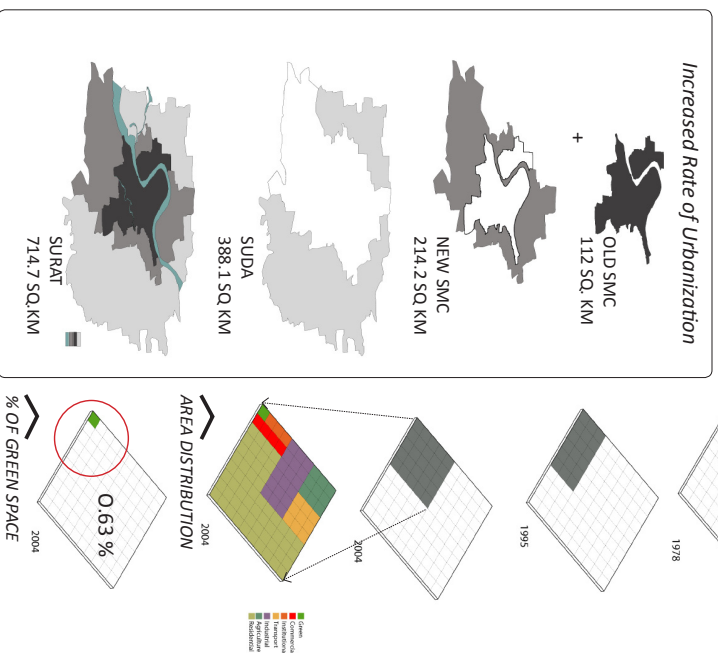 Increased Rate of Urbanization
OLD SMC
112 SQ. KM
+
NEW SMC
214.2 SQ. KM
SUDA
388.1 SQ KM
SURAT
714.7 SQ.KM
1978
1995
2004
AREA DISTRIBUTION
2004
Green
Commercia
Institutiona
Transport
Industrial
Agriculture
Residential
% OF GREEN SPACE
0.63 %
2004